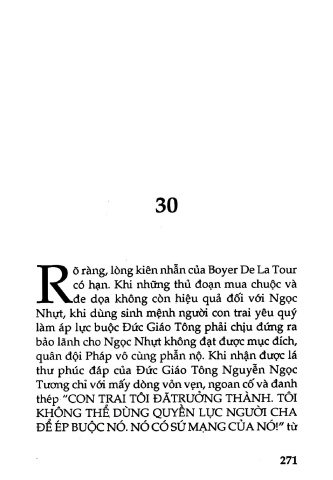 30
Rõ ràng, lòng kiên nhẫn của Boyer De La Tour
có hạn. Khi những thủ đoạn mua chuộc và
đe dọa không còn hiệu quả đối với Ngọc
Nhựt, khi dùng sinh mệnh người con trai yêu quý
làm áp lực buộc Đức Giáo Tông phải chịu đứng ra
bảo lãnh cho Ngọc Nhựt không đạt được mục đích,
quân đội Pháp vô cùng phẫn nộ. Khi nhận được lá
thư phúc đáp của Đức Giáo Tông Nguyễn Ngọc
Tương chỉ với mấy dòng vỏn vẹn, ngoan cố và đanh
thép "CON TRAI TÔI ĐÃTRƯỞNG THÀNH. TÔI
KHÔNG THỂ DÙNG QUYỀN LỰC NGƯỜI CHA
ĐỂ ÉP BUỘC NÓ. NÓ CÓ SỨ MẠNG CỦA NÓ!" từ
271